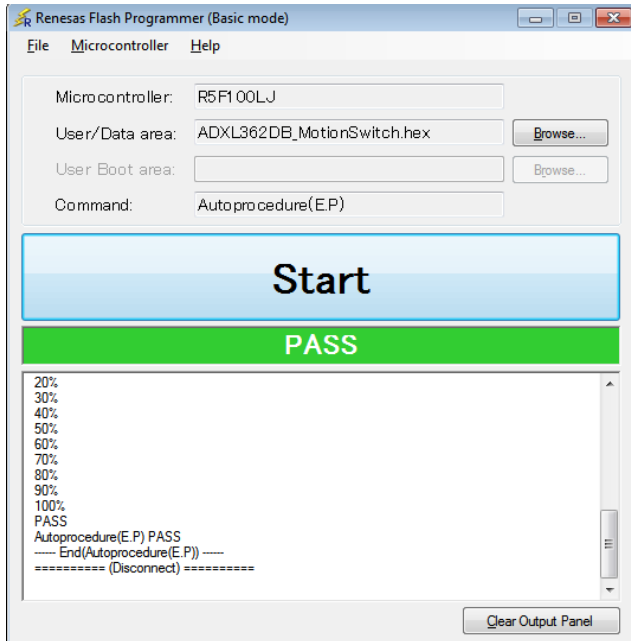 Renesas Flash Programmer (Basic mode)
File Microcontroller Help
Microcontroller: R5F100LJ
User/Data area: ADXL362DB_MotionSwitch.hex Browse...
User Boot area: Browse...
Command: Autoprocedure(E.P)
Start
PASS
20%
30%
40%
50%
60%
70%
80%
90%
100%
PASS
Autoprocedure(E.P) PASS
------ End(Autoprocedure(E.P)) ------
========== (Disconnect) ==========
Clear Output Panel